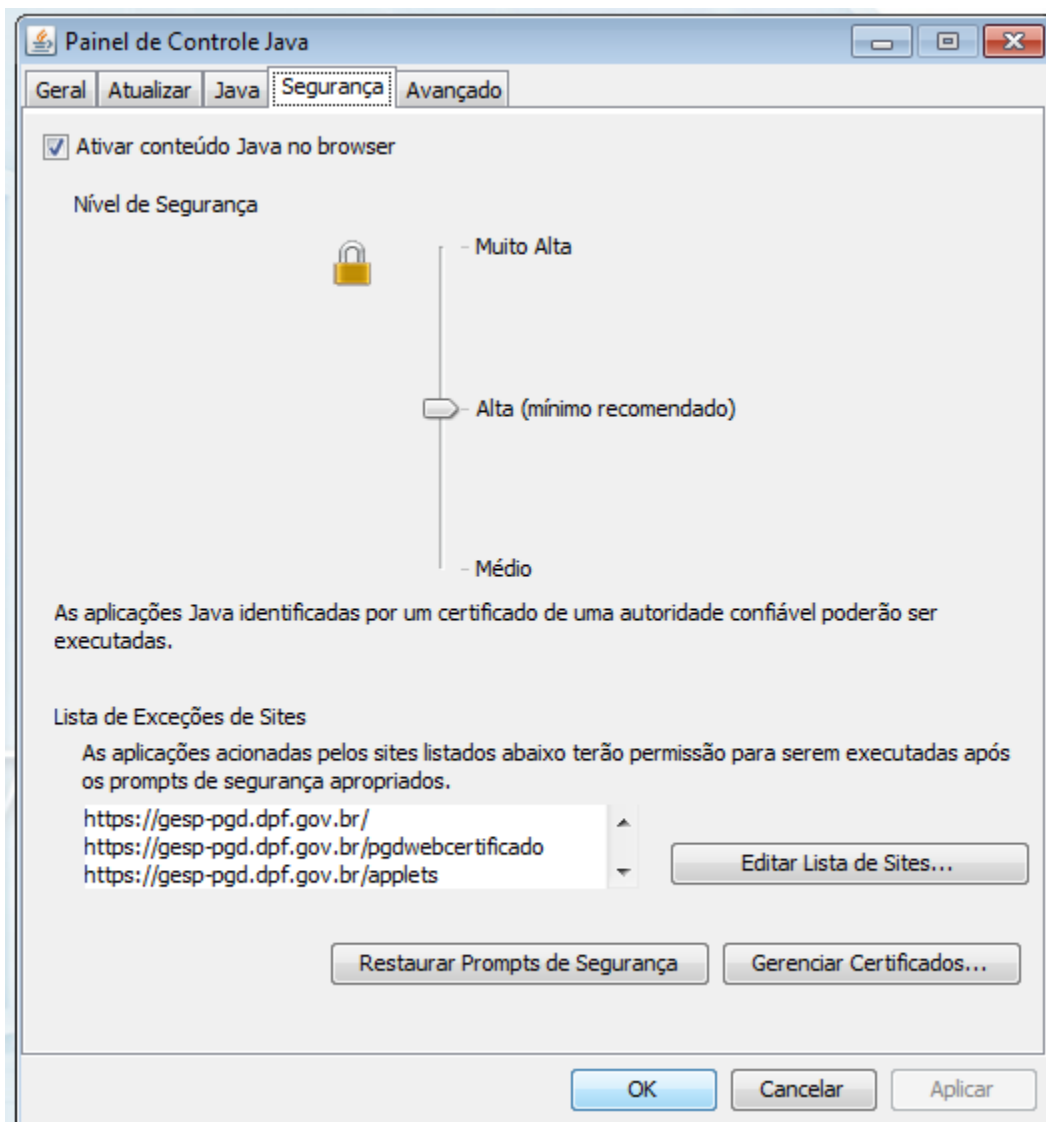 Painel de Controle Java
Geral Atualizar Java Segurança Avançado
Ativar conteúdo Java no browser
Nível de Segurança
- Muito Alta
- Alta (mínimo recomendado)
- Médio
As aplicações Java identificadas por um certificado de uma autoridade confiável poderão ser
executadas.
Lista de Exceções de Sites
As aplicações acionadas pelos sites listados abaixo terão permissão para serem executadas após
os prompts de segurança apropriados.
https://gesp-pgd.dpf.gov.br/
https://gesp-pgd.dpf.gov.br/pgdwebcertificado
https://gesp-pgd.dpf.gov.br/applets
Editar Lista de Sites...
Restaurar Prompts de Segurança Gerenciar Certificados...
OK Cancelar Aplicar